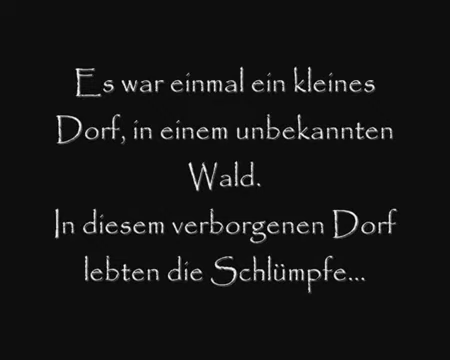 Es war einmal ein kleines
Dorf, in einem unbekannten
Wald.
In diesem verborgenen Dorf
lebten die Schlümpfe...